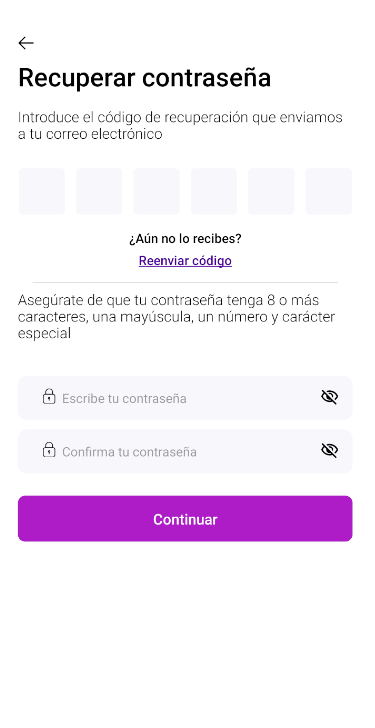 Recuperar contraseña
Introduce el código de recuperación que enviamos
a tu correo electrónico
¿Aún no lo recibes?
Reenviar código
Asegúrate de que tu contraseña tenga 8 o más
caracteres, una mayúscula, un número y carácter
especial
Escribe tu contraseña
Confirma tu contraseña
Continuar